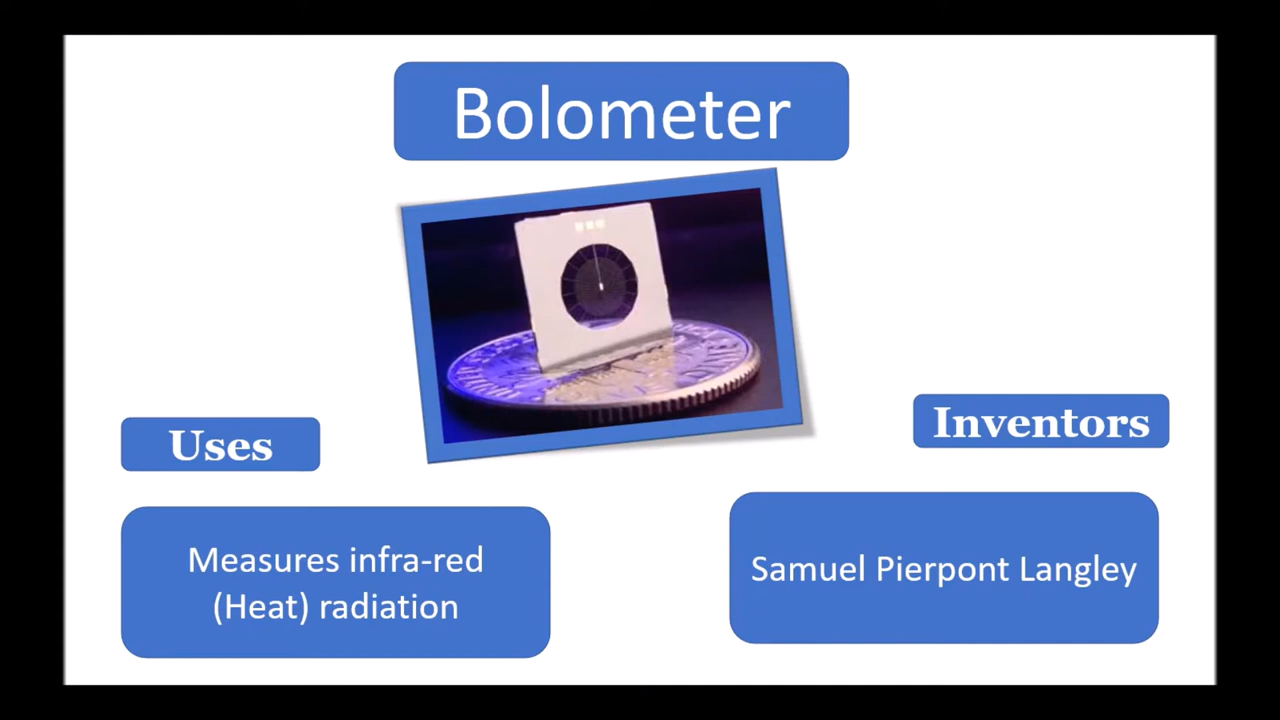 Bolometer
Uses
Inventors
Measures infra-red
(Heat) radiation
Samuel Pierpont Langley